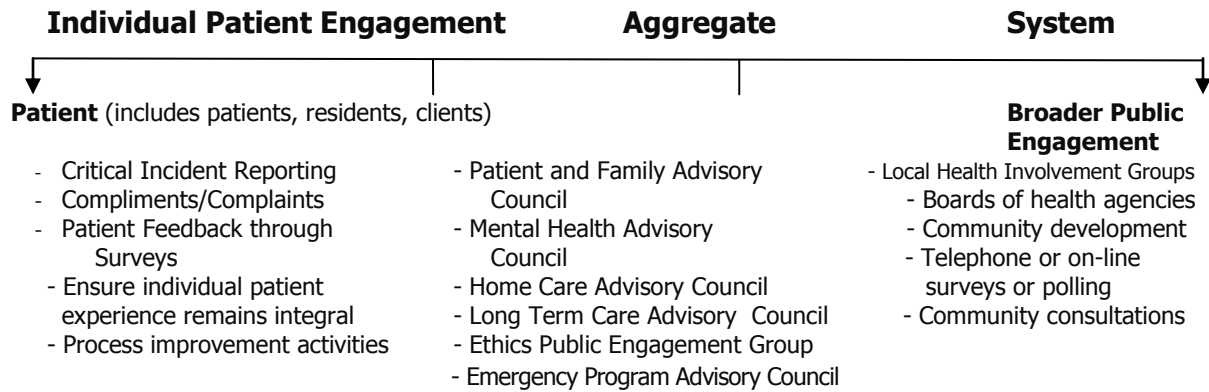 Individual Patient Engagement Aggregate System
Patient (includes patients, residents, clients)
- Critical Incident Reporting
- Compliments/Complaints
- Patient Feedback through
Surveys
- Ensure individual patient
experience remains integral
- Process improvement activities
- Patient and Family Advisory
Council
- Mental Health Advisory
Council
- Home Care Advisory Council
- Long Term Care Advisory Council
- Ethics Public Engagement Group
- Emergency Program Advisory Council
Broader Public
Engagement
- Local Health Involvement Groups
- Boards of health agencies
- Community development
- Telephone or on-line
surveys or polling
- Community consultations